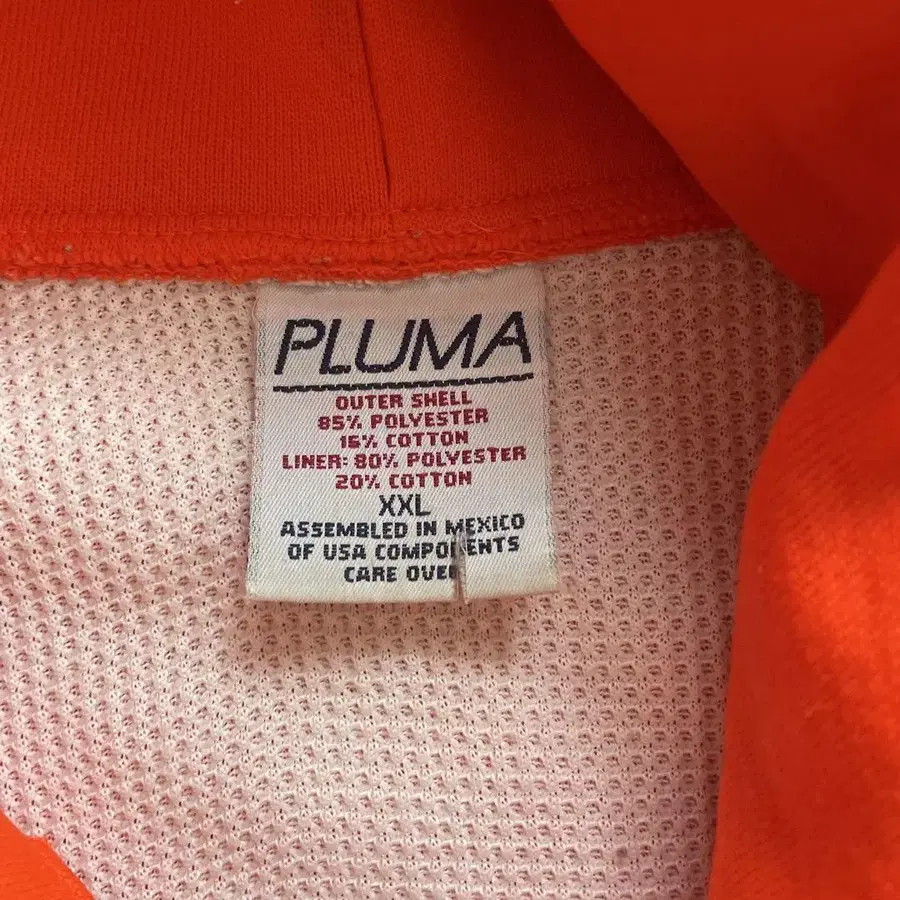 PLUMA
OUTER SHELL
85% POLYESTER
15% COTTON
LINER: 80% POLYESTER
20% COTTON
XXL
ASSEMBLED IN MEXICO
OF USA COMPONENTS
CARE OVER